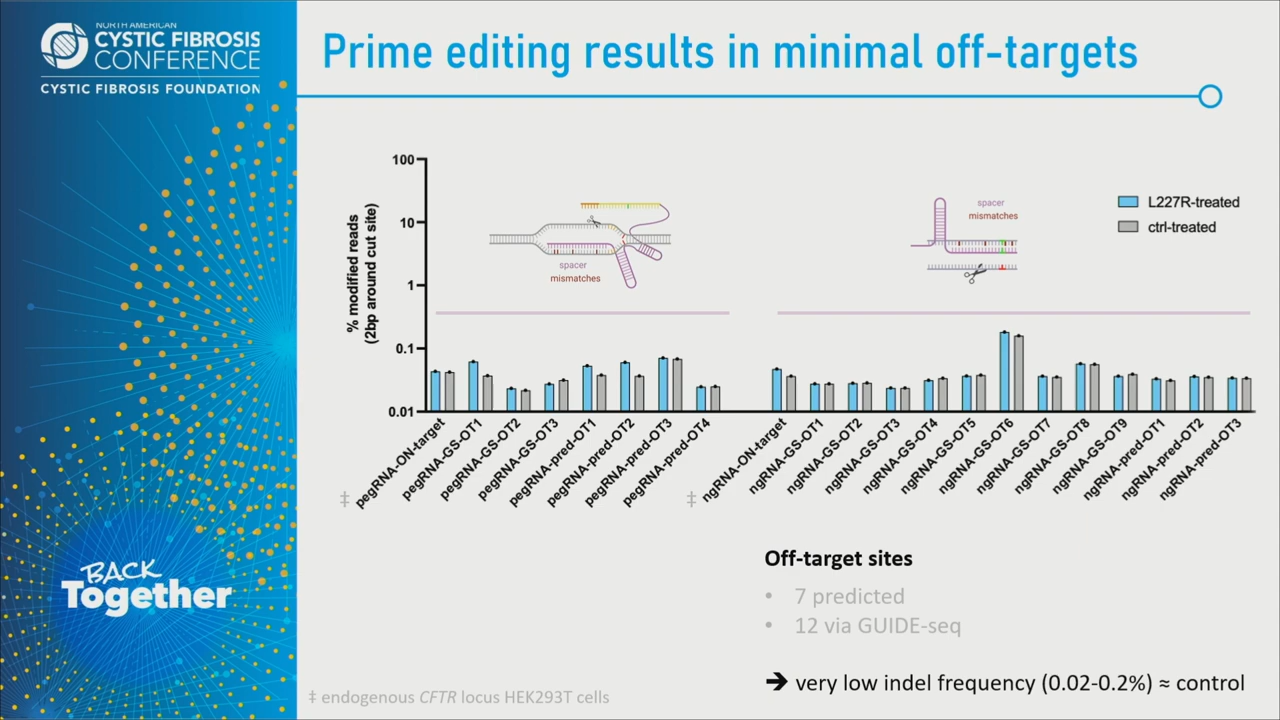 NORTH AMERICAN
CYSTIC FIBROSIS
CONFERENCE
CYSTIC FIBROSIS FOUNDATION
Prime editing results in minimal off-targets
% modified reads
(2bp around cut site)
100
10
1
0.1
0.01
spacer
mismatches
spacer
mismatches
L227R-treated
ctrl-treated
‡ pegRNA-ON-target
pegRNA-GS-OT1
pegRNA-GS-OT2
pegRNA-GS-OT3
pegRNA-pred-OT1
pegRNA-pred-OT2
pegRNA-pred-OT3
pegRNA-pred-OT4
‡ ngRNA-ON-target
ngRNA-GS-OT1
ngRNA-GS-OT2
ngRNA-GS-OT3
ngRNA-GS-OT4
ngRNA-GS-OT5
ngRNA-GS-OT6
ngRNA-GS-OT7
ngRNA-GS-OT8
ngRNA-GS-OT9
ngRNA-pred-OT1
ngRNA-pred-OT2
ngRNA-pred-OT3
Off-target sites
• 7 predicted
• 12 via GUIDE-seq
➔ very low indel frequency (0.02-0.2%) ≈ control
BACK
Together
‡ endogenous CFTR locus HEK293T cells